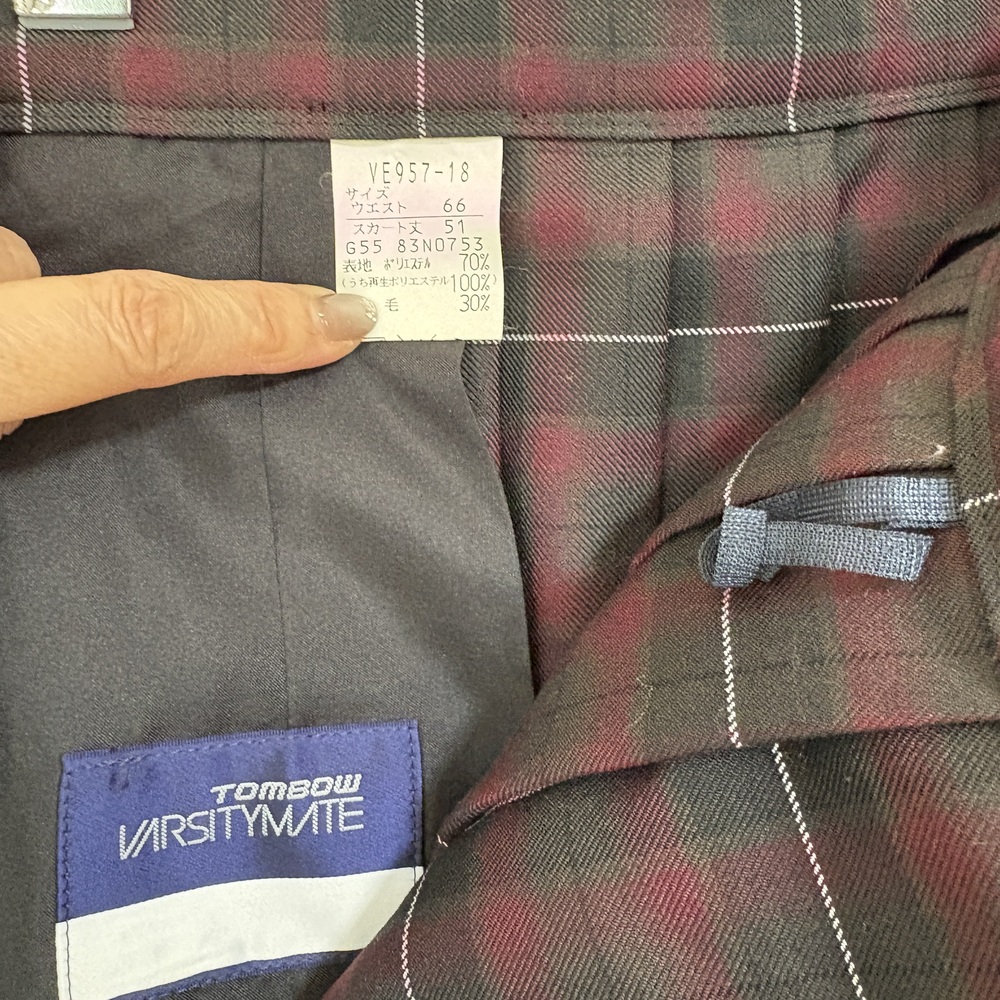 VE957-18
サイズ
ウエスト 66
スカート丈 51
G55 83N0753
表地 ポリエステル 70%
(うち再生ポリエステル100%)
毛 30%
TOMBOW
VARSITYMATE